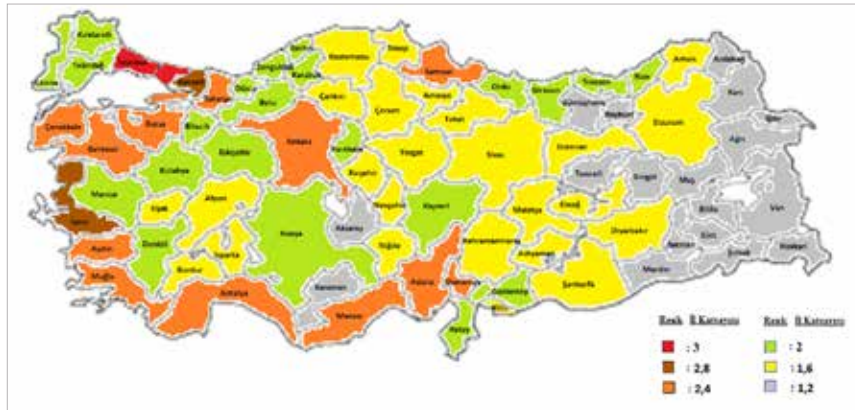 Kırklareli
Tekirdağ
Edirne
İstanbul
Kocaeli
Sakarya
Düzce
Bolu
Zonguldak
Bartın
Karabük
Kastamonu
Sinop
Samsun
Çankırı
Çorum
Amasya
Tokat
Ordu
Giresun
Trabzon
Rize
Artvin
Ardahan
Kars
Iğdır
Ağrı
Gümüşhane
Bayburt
Erzurum
Erzincan
Çanakkale
Balıkesir
Bursa
Bilecik
Eskişehir
Kütahya
Ankara
Kırıkkale
Kırşehir
Yozgat
Sivas
Tunceli
Bingöl
Muş
Van
Bitlis
Manisa
İzmir
Uşak
Afyon
Konya
Aksaray
Nevşehir
Kayseri
Malatya
Elazığ
Diyarbakır
Batman
Siirt
Şırnak
Hakkari
Aydın
Denizli
Isparta
Burdur
Niğde
Kahramanmaraş
Adıyaman
Şanlıurfa
Mardin
Muğla
Antalya
Karaman
Mersin
Adana
Osmaniye
Gaziantep
Kilis
Hatay
Renk İl Katsayısı
Renk İl Katsayısı
: 3
: 2
: 2,8
: 1,6
: 2,4
: 1,2